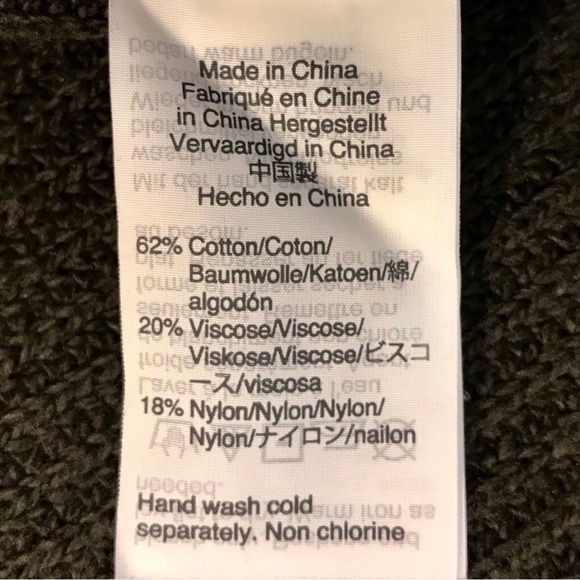 Made in China
Fabriqué en Chine
in China Hergestellt
Vervaardigd in China
中国製
Hecho en China
62% Cotton/Coton/
Baumwolle/Katoen/綿/
algodón
20% Viscose/Viscose/
Viskose/Viscose/ビスコ
ース/viscosa
18% Nylon/Nylon/Nylon/
Nylon/ナイロン/nailon
Hand wash cold
separately. Non chlorine